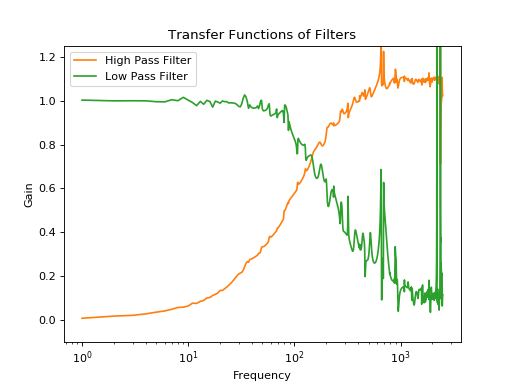 Transfer Functions of Filters
High Pass Filter
Low Pass Filter
1.2
1.0
0.8
0.6
0.4
0.2
0.0
Gain
10⁰ 10¹ 10² 10³
Frequency